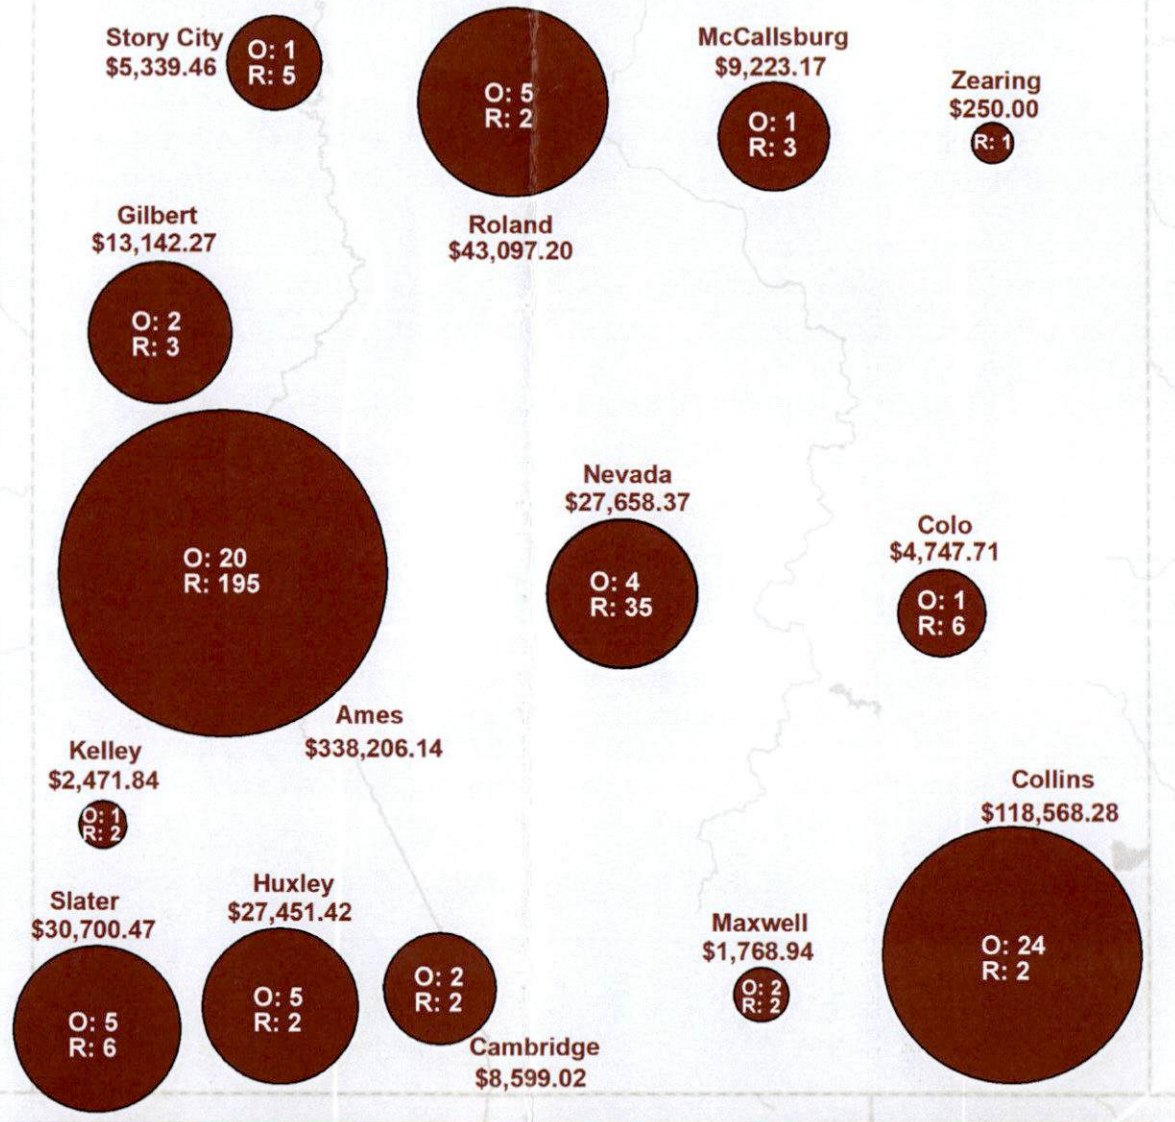 Story City
$5,339.46
O: 1
R: 5
O: 5
R: 2
Roland
$43,097.20
McCallsburg
$9,223.17
O: 1
R: 3
Zearing
$250.00
R: 1
Gilbert
$13,142.27
O: 2
R: 3
O: 20
R: 195
Ames
$338,206.14
Nevada
$27,658.37
O: 4
R: 35
Colo
$4,747.71
O: 1
R: 6
Kelley
$2,471.84
O: 1
R: 2
Slater
$30,700.47
O: 5
R: 6
Huxley
$27,451.42
O: 5
R: 2
O: 2
R: 2
Cambridge
$8,599.02
Maxwell
$1,768.94
O: 2
R: 2
Collins
$118,568.28
O: 24
R: 2